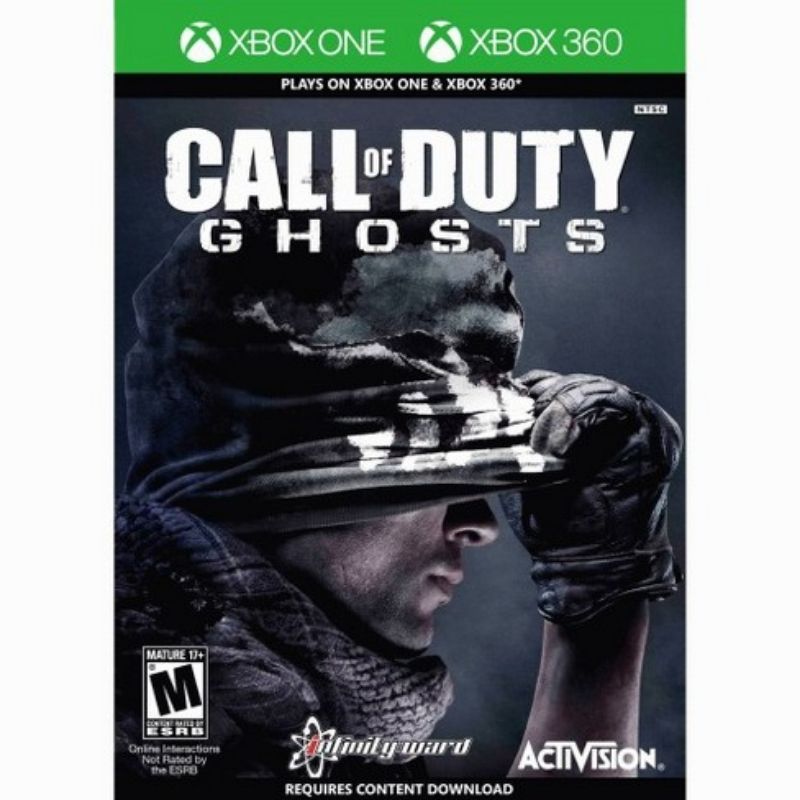 XBOX ONE XBOX 360
PLAYS ON XBOX ONE & XBOX 360*
NTSC
CALL OF DUTY®
GHOSTS
MATURE 17+
M
CONTENT RATED BY
ESRB
Online Interactions
Not Rated by
the ESRB
infinity ward
ACTIVISION®
REQUIRES CONTENT DOWNLOAD